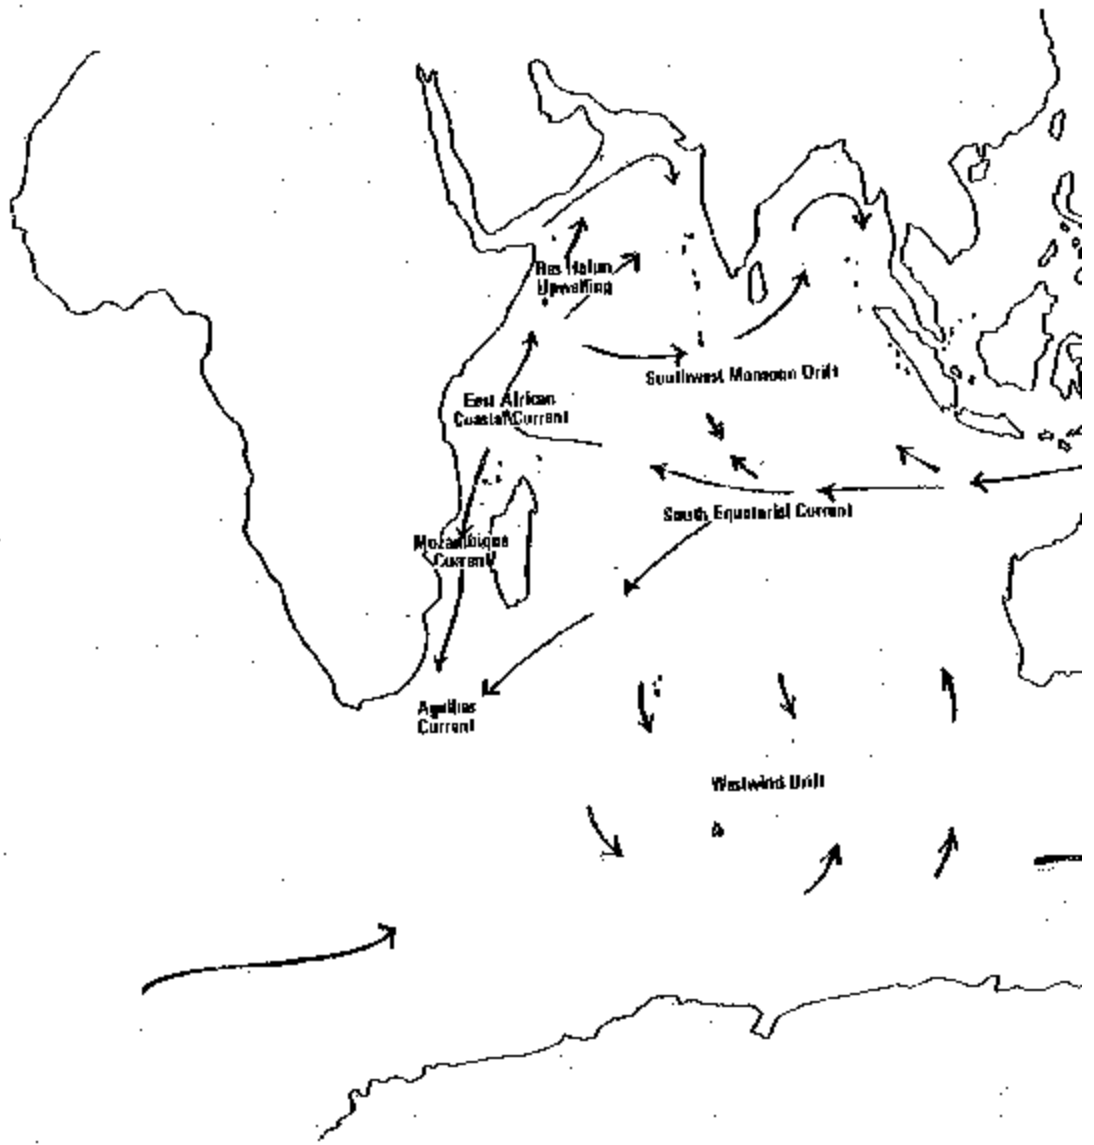 Ras Hafun
Upwelling
Southwest Monsoon Drift
East African
Coastal Current
South Equatorial Current
Mozambique
Current
Agulhas
Current
Westwind Drift